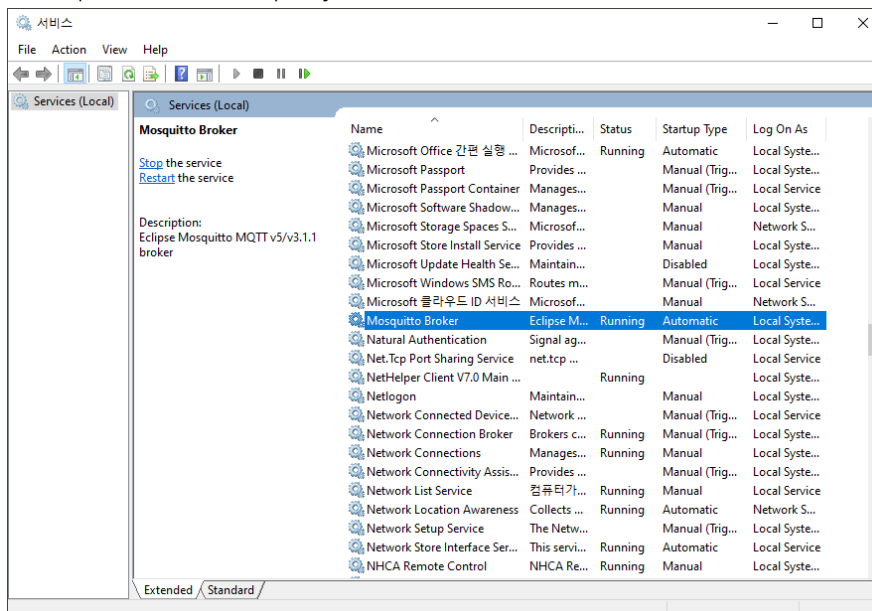 서비스
File Action View Help
Services (Local)
Services (Local)
Mosquitto Broker
Stop the service
Restart the service
Description:
Eclipse Mosquitto MQTT v5/v3.1.1
broker
Name Descripti... Status Startup Type Log On As
Microsoft Office 간편 실행 ... Microsof... Running Automatic Local Syste...
Microsoft Passport Provides ... Manual (Trig... Local Syste...
Microsoft Passport Container Manages... Manual (Trig... Local Service
Microsoft Software Shadow... Manages... Manual Local Syste...
Microsoft Storage Spaces S... Microsof... Manual Network S...
Microsoft Store Install Service Provides ... Manual Local Syste...
Microsoft Update Health Se... Maintain... Disabled Local Syste...
Microsoft Windows SMS Ro... Routes m... Manual (Trig... Local Service
Microsoft 클라우드 ID 서비스 Microsof... Manual Network S...
Mosquitto Broker Eclipse M... Running Automatic Local Syste...
Natural Authentication Signal ag... Manual (Trig... Local Syste...
Net.Tcp Port Sharing Service net.tcp ... Disabled Local Service
NetHelper Client V7.0 Main ... Running Local Syste...
Netlogon Maintain... Manual Local Syste...
Network Connected Device... Network ... Manual (Trig... Local Service
Network Connection Broker Brokers c... Running Manual (Trig... Local Syste...
Network Connections Manages... Running Manual Local Syste...
Network Connectivity Assis... Provides ... Manual (Trig... Local Syste...
Network List Service 컴퓨터가... Running Manual Local Service
Network Location Awareness Collects ... Running Automatic Network S...
Network Setup Service The Netw... Manual (Trig... Local Syste...
Network Store Interface Ser... This servi... Running Automatic Local Service
NHCA Remote Control NHCA Re... Running Manual Local Syste...
Extended Standard